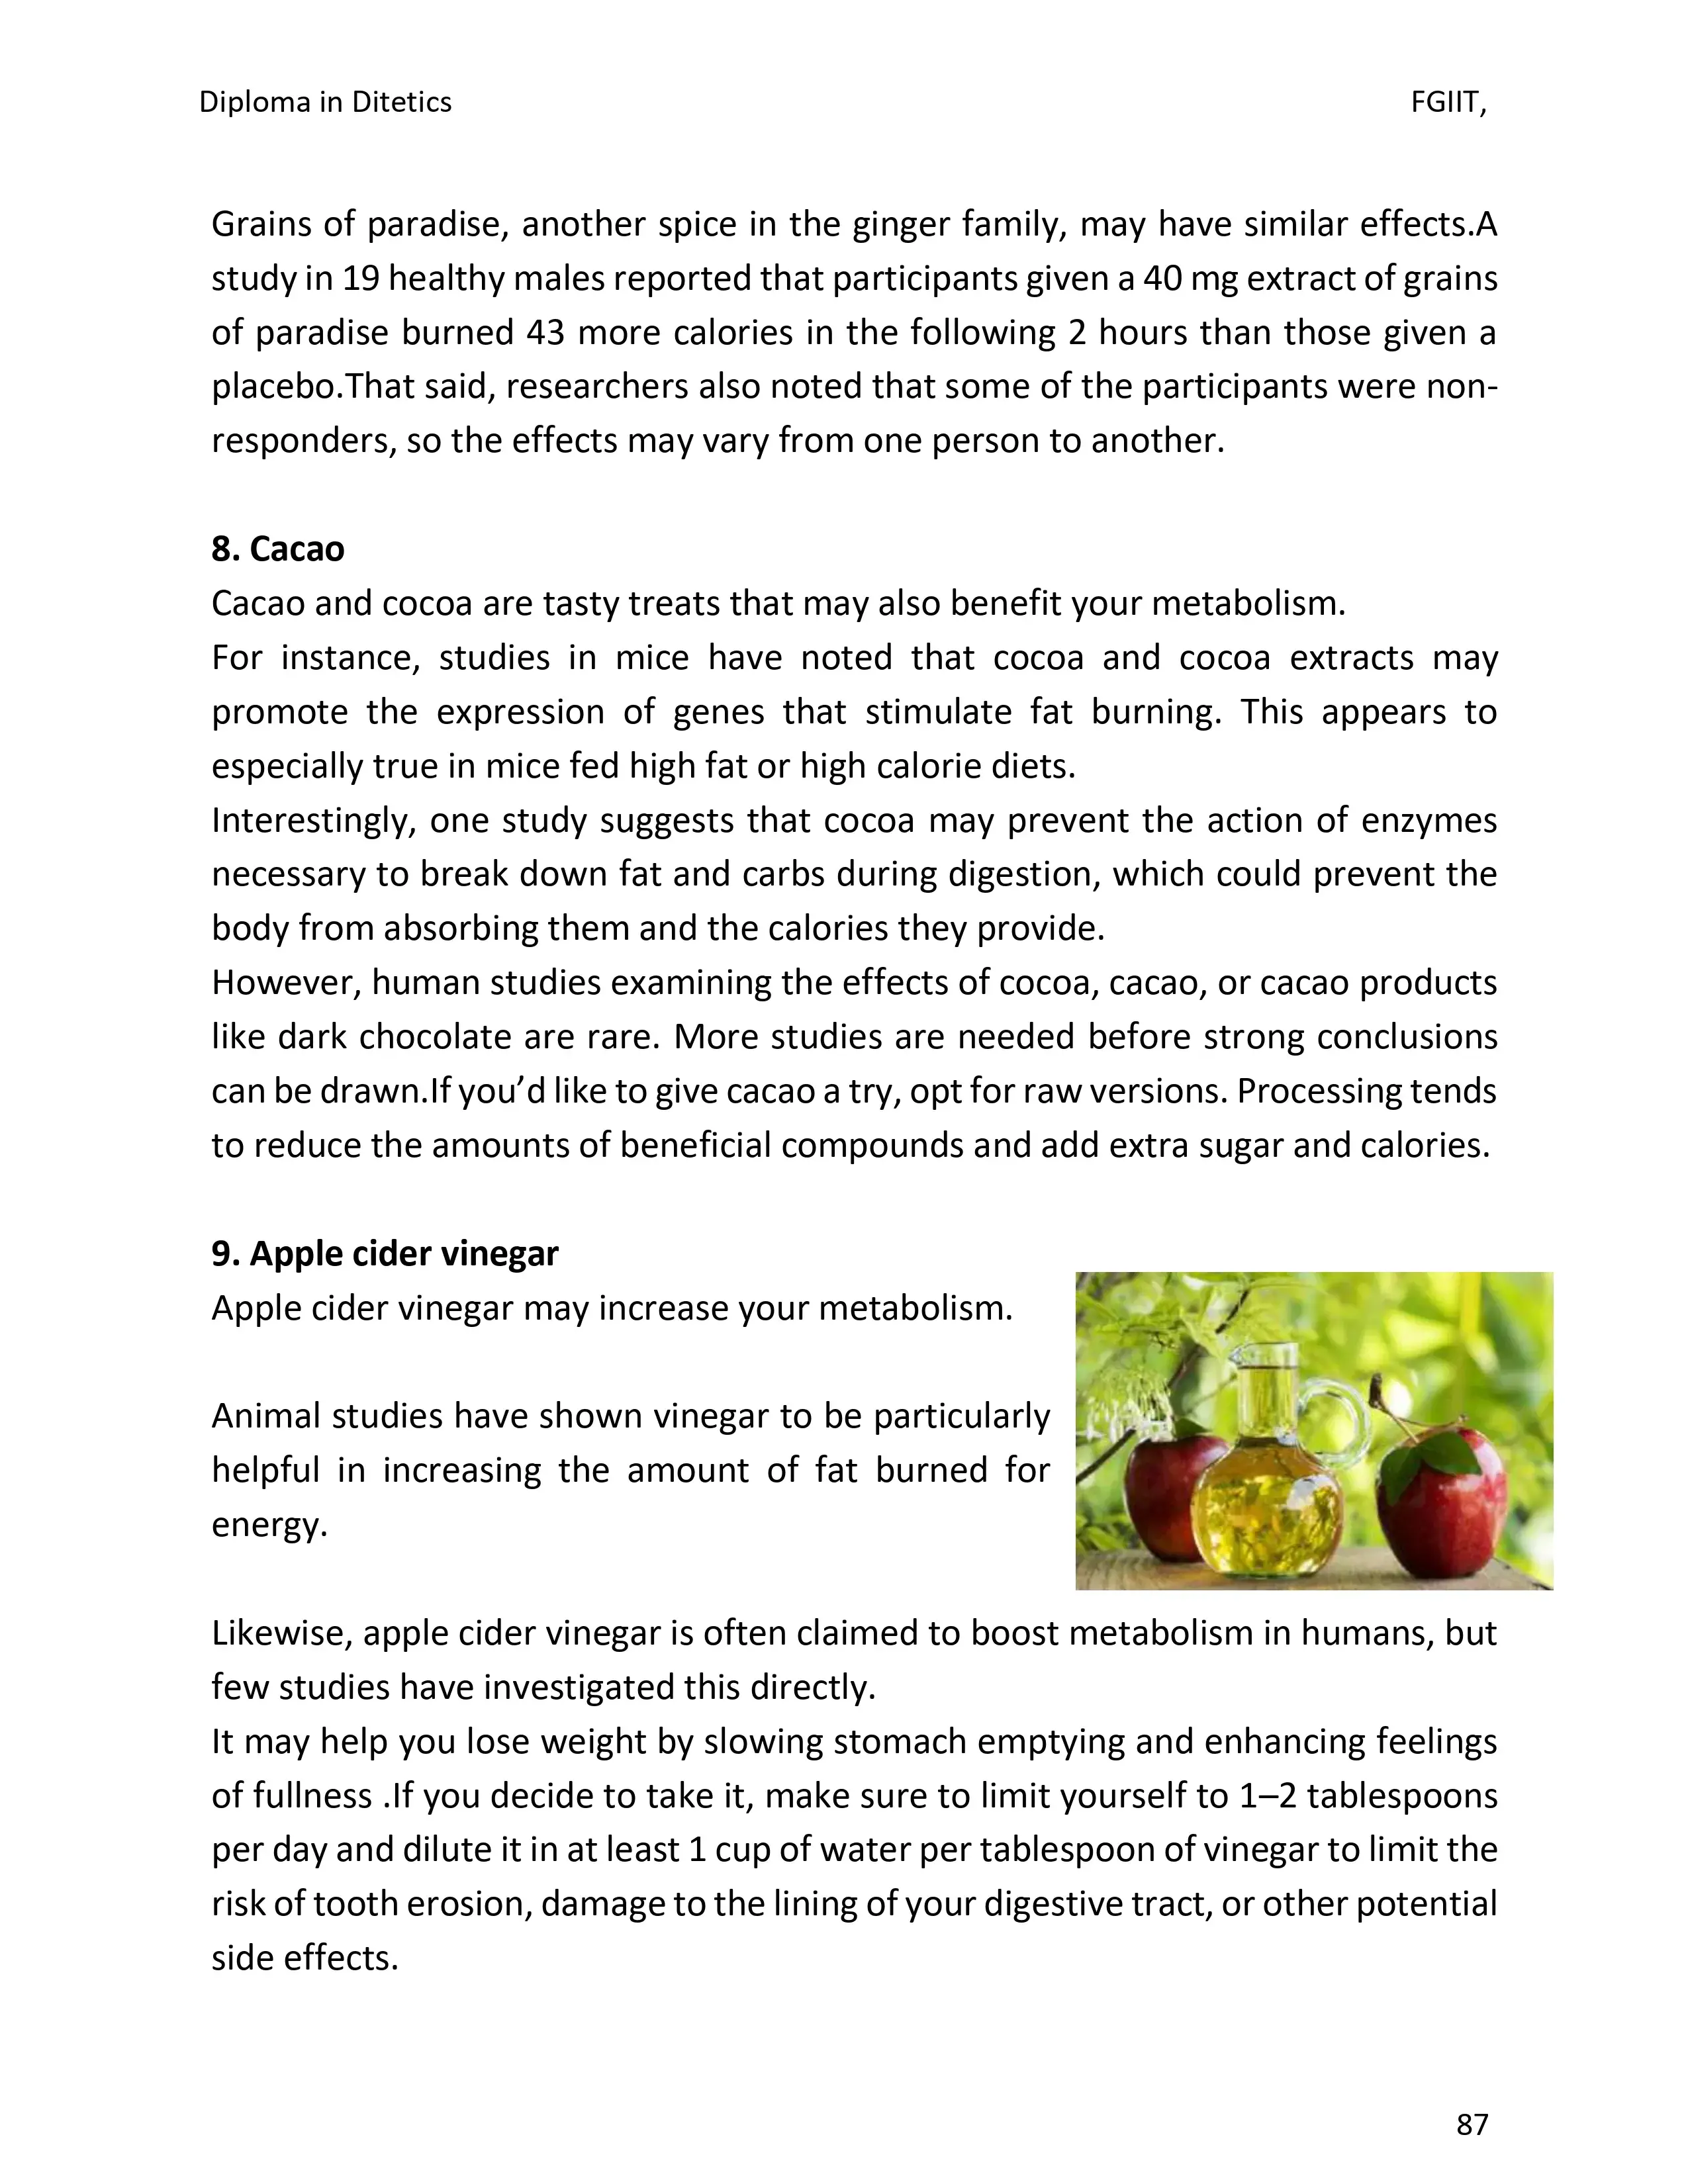 Diploma in Ditetics FGIIT,
Grains of paradise, another spice in the ginger family, may have similar effects.A
study in 19 healthy males reported that participants given a 40 mg extract of grains
of paradise burned 43 more calories in the following 2 hours than those given a
placebo.That said, researchers also noted that some of the participants were non-
responders, so the effects may vary from one person to another.
8. Cacao
Cacao and cocoa are tasty treats that may also benefit your metabolism.
For instance, studies in mice have noted that cocoa and cocoa extracts may
promote the expression of genes that stimulate fat burning. This appears to
especially true in mice fed high fat or high calorie diets.
Interestingly, one study suggests that cocoa may prevent the action of enzymes
necessary to break down fat and carbs during digestion, which could prevent the
body from absorbing them and the calories they provide.
However, human studies examining the effects of cocoa, cacao, or cacao products
like dark chocolate are rare. More studies are needed before strong conclusions
can be drawn.If you’d like to give cacao a try, opt for raw versions. Processing tends
to reduce the amounts of beneficial compounds and add extra sugar and calories.
9. Apple cider vinegar
Apple cider vinegar may increase your metabolism.
Animal studies have shown vinegar to be particularly
helpful in increasing the amount of fat burned for
energy.
Likewise, apple cider vinegar is often claimed to boost metabolism in humans, but
few studies have investigated this directly.
It may help you lose weight by slowing stomach emptying and enhancing feelings
of fullness .If you decide to take it, make sure to limit yourself to 1–2 tablespoons
per day and dilute it in at least 1 cup of water per tablespoon of vinegar to limit the
risk of tooth erosion, damage to the lining of your digestive tract, or other potential
side effects.
87